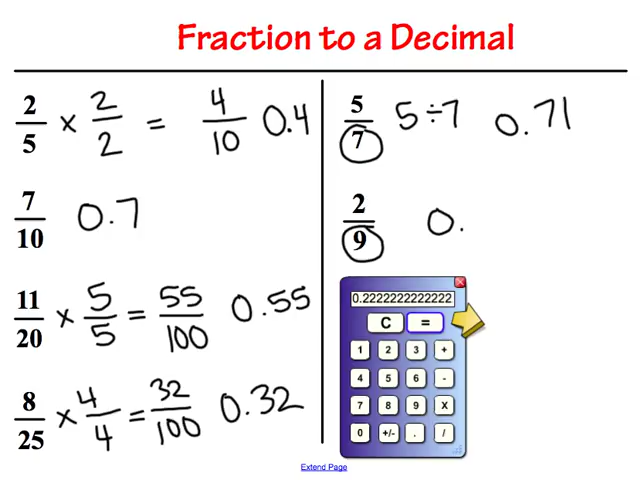 Fraction to a Decimal
2/5 × 2/2 = 4/10 0.4
7/10 0.7
11/20 × 5/5 = 55/100 0.55
8/25 × 4/4 = 32/100 0.32
5/7 5÷7 0.71
2/9 0.
0.2222222222222
C =
1 2 3 +
4 5 6 -
7 8 9 X
0 +/- . /
Extend Page